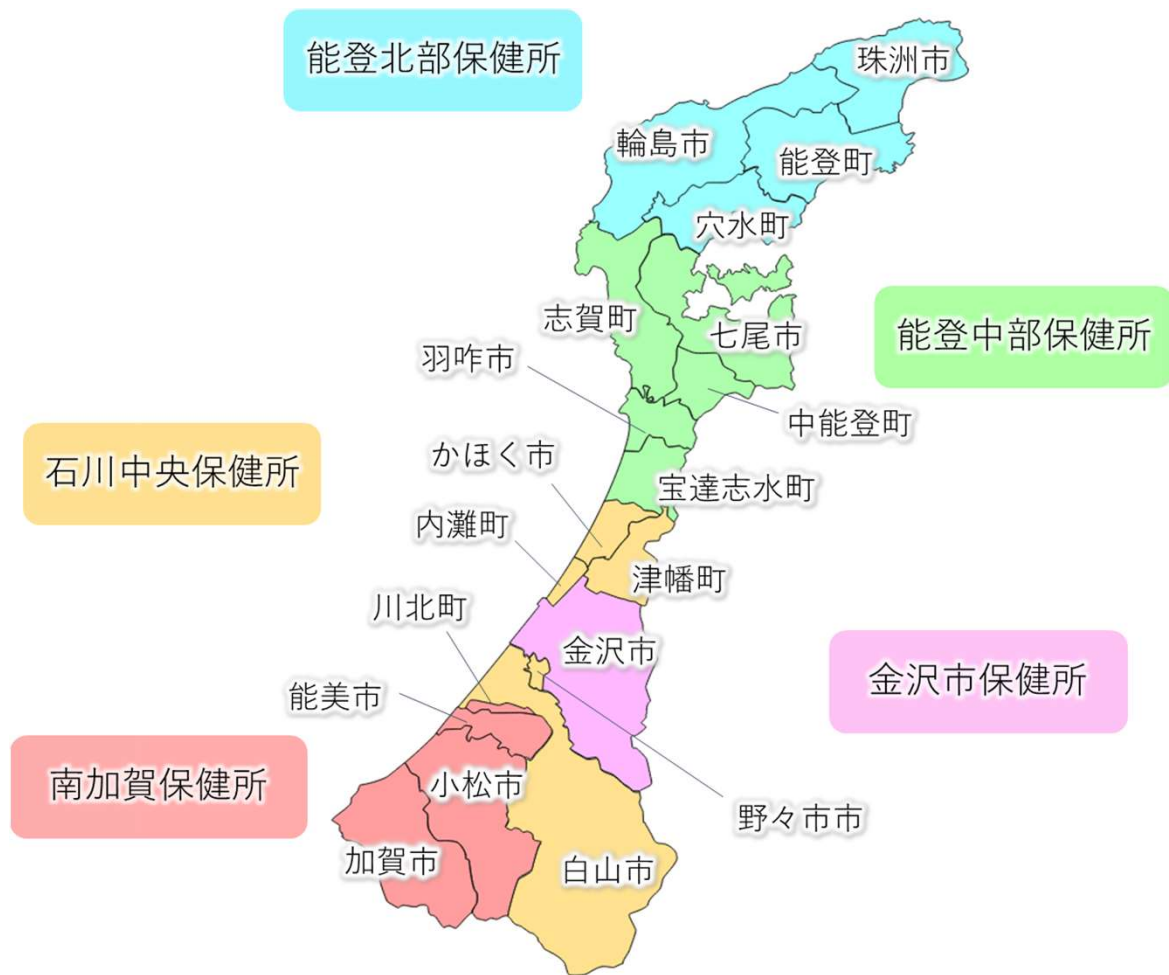 能登北部保健所
珠洲市
輪島市
能登町
穴水町
志賀町
七尾市
能登中部保健所
羽咋市
中能登町
かほく市
石川中央保健所
宝達志水町
内灘町
津幡町
川北町
金沢市
金沢市保健所
能美市
南加賀保健所
小松市
野々市市
加賀市
白山市